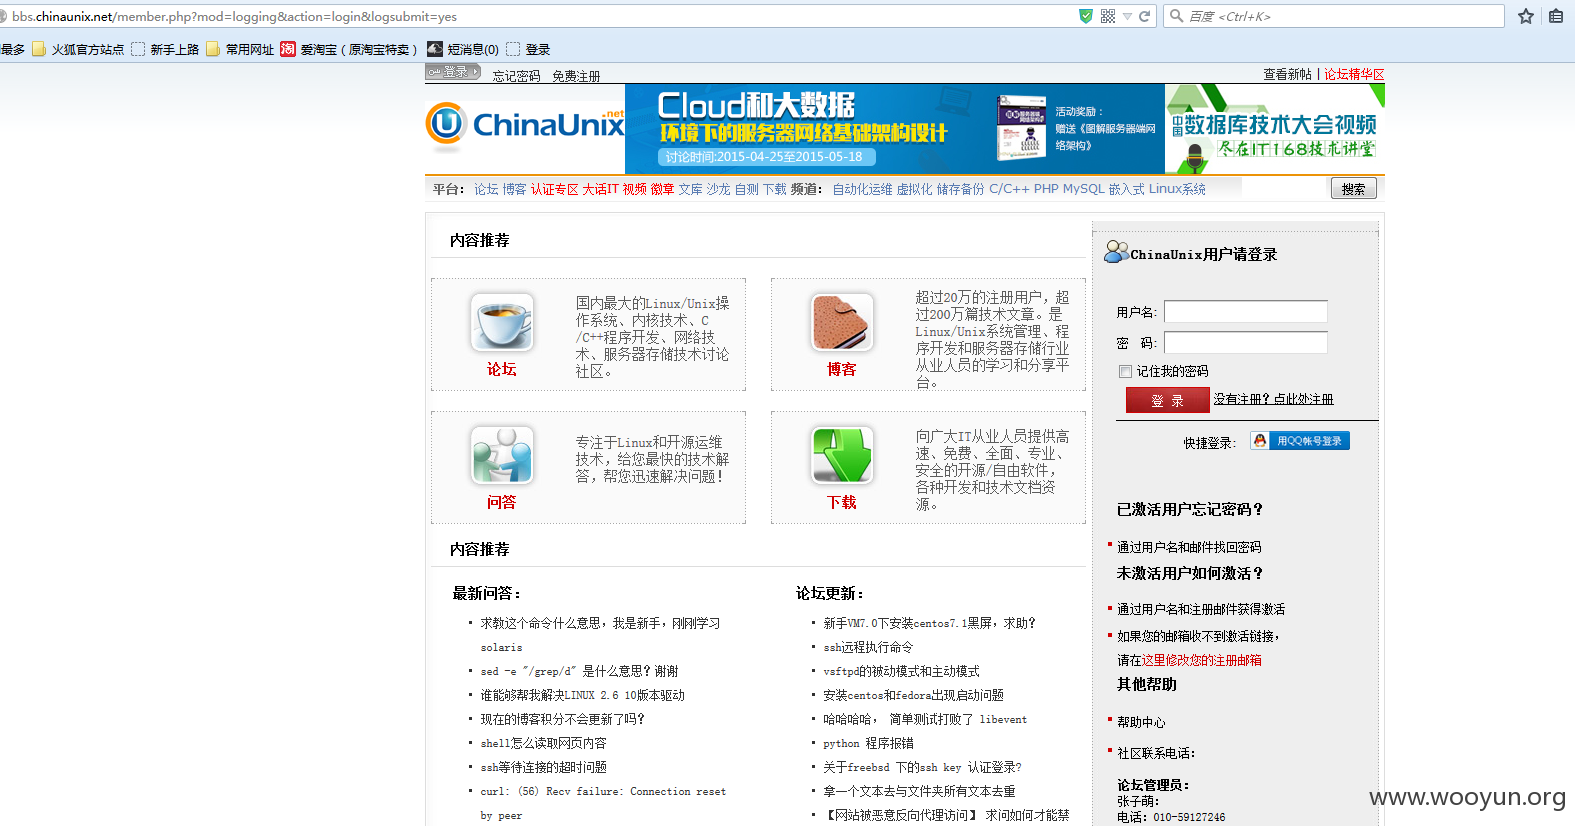 bbs.chinaunix.net/member.php?mod=logging&action=login&logsubmit=yes
百度 <Ctrl+K>
最多 火狐官方站点 新手上路 常用网址 淘 爱淘宝（原淘宝特卖） 短消息(0) 登录
登录 忘记密码 免费注册
查看新帖 | 论坛精华区
ChinaUnix.net
Cloud和大数据
环境下的服务器网络基础架构设计
讨论时间:2015-04-25至2015-05-18
活动奖励：
赠送《图解服务器端网
络架构》
中国数据库技术大会视频
尽在IT168技术讲堂
平台： 论坛 博客 认证专区 大话IT 视频 徽章 文库 沙龙 自测 下载 频道： 自动化运维 虚拟化 储存备份 C/C++ PHP MySQL 嵌入式 Linux系统
搜索
内容推荐
论坛
国内最大的Linux/Unix操
作系统、内核技术、C
/C++程序开发、网络技
术、服务器存储技术讨论
社区。
博客
超过20万的注册用户，超
过200万篇技术文章。是
Linux/Unix系统管理、程
序开发和服务器存储行业
从业人员的学习和分享平
台。
问答
专注于Linux和开源运维
技术，给您最快的技术解
答，帮您迅速解决问题！
下载
向广大IT从业人员提供高
速、免费、全面、专业、
安全的开源/自由软件，
各种开发和技术文档资
源。
内容推荐
最新问答：
求教这个命令什么意思，我是新手，刚刚学习
solaris
sed -e "/grep/d" 是什么意思？谢谢
谁能够帮我解决LINUX 2.6 10版本驱动
现在的博客积分不会更新了吗？
shell怎么读取网页内容
ssh等待连接的超时问题
curl: (56) Recv failure: Connection reset
by peer
论坛更新：
新手VM7.0下安装centos7.1黑屏，求助？
ssh远程执行命令
vsftpd的被动模式和主动模式
安装centos和fedora出现启动问题
哈哈哈哈， 简单测试打败了 libevent
python 程序报错
关于freebsd 下的ssh key 认证登录?
拿一个文本去与文件夹所有文本去重
【网站被恶意反向代理访问】 求问如何才能禁
ChinaUnix用户请登录
用户名:
密 码:
记住我的密码
登 录 没有注册？点此处注册
快捷登录： 用QQ帐号登录
已激活用户忘记密码？
通过用户名和邮件找回密码
未激活用户如何激活？
通过用户名和注册邮件获得激活
如果您的邮箱收不到激活链接，
请在这里修改您的注册邮箱
其他帮助
帮助中心
社区联系电话：
论坛管理员：
张子萌：
电话：010-59127246
www.wooyun.org